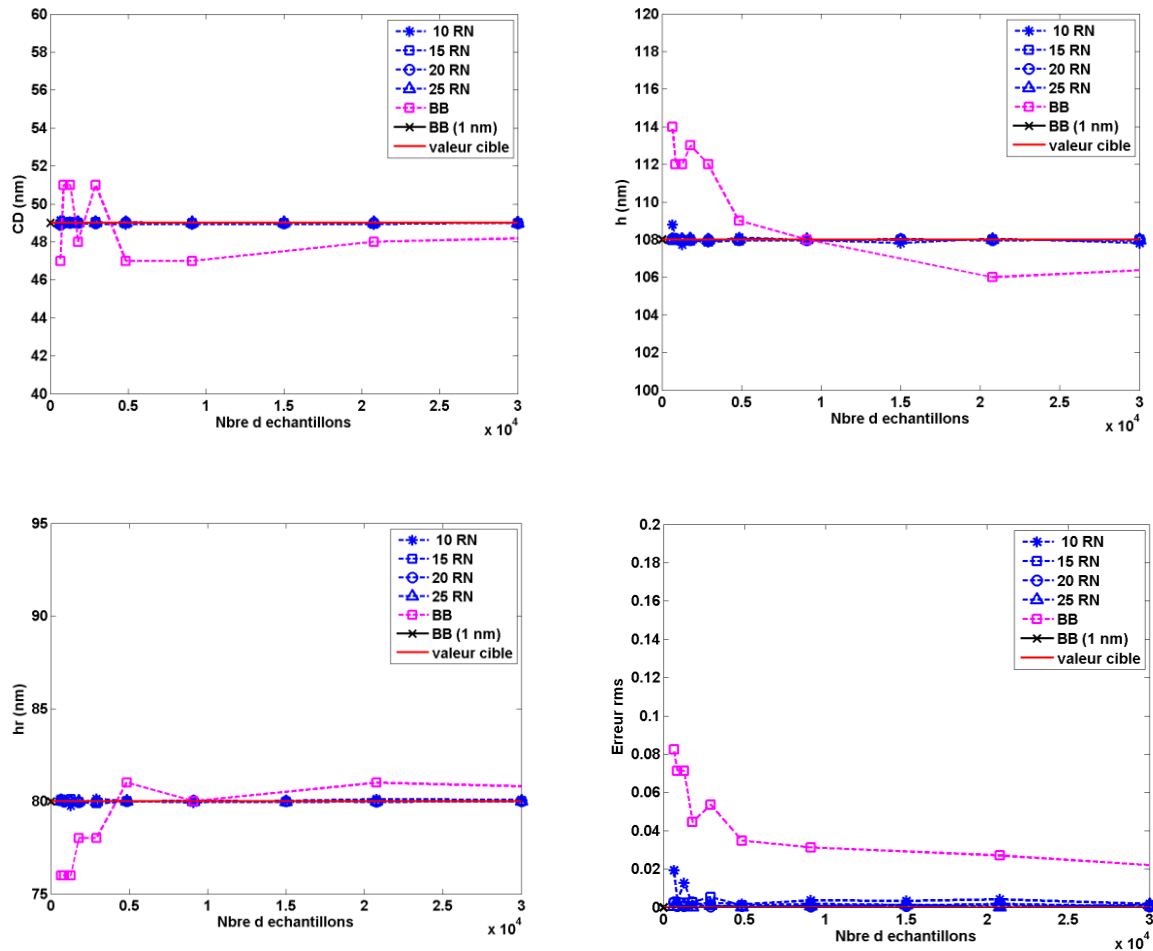 60
58
56
54
52
50
48
46
44
42
40
CD (nm)
0 0.5 1 1.5 2 2.5 3
Nbre d echantillons
x 10^4
10 RN
15 RN
20 RN
25 RN
BB
BB (1 nm)
valeur cible
120
118
116
114
112
110
108
106
104
102
100
h (nm)
0 0.5 1 1.5 2 2.5 3
Nbre d echantillons
x 10^4
10 RN
15 RN
20 RN
25 RN
BB
BB (1 nm)
valeur cible
95
90
85
80
75
hr (nm)
0 0.5 1 1.5 2 2.5 3
Nbre d echantillons
x 10^4
10 RN
15 RN
20 RN
25 RN
BB
BB (1 nm)
valeur cible
0.2
0.18
0.16
0.14
0.12
0.1
0.08
0.06
0.04
0.02
0
Erreur rms
0 0.5 1 1.5 2 2.5 3
Nbre d echantillons
x 10^4
10 RN
15 RN
20 RN
25 RN
BB
BB (1 nm)
valeur cible